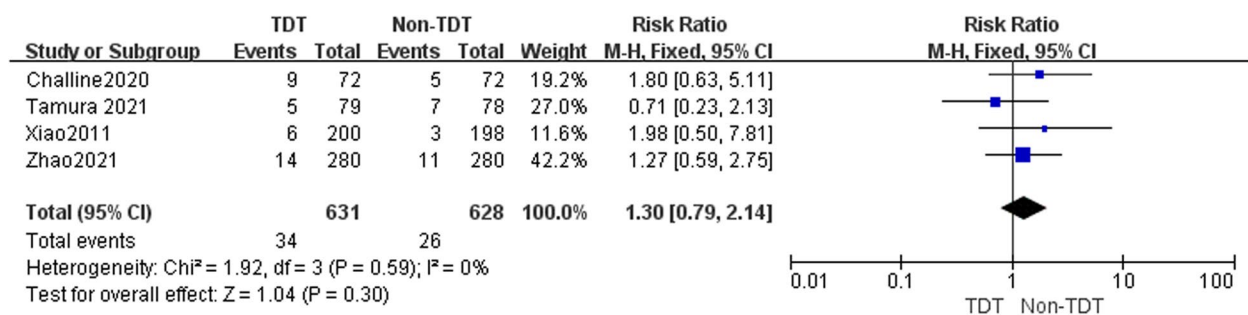 TDT Non-TDT Risk Ratio Risk Ratio
Study or Subgroup Events Total Events Total Weight M-H, Fixed, 95% CI M-H, Fixed, 95% CI
Challine2020 9 72 5 72 19.2% 1.80 [0.63, 5.11]
Tamura 2021 5 79 7 78 27.0% 0.71 [0.23, 2.13]
Xiao2011 6 200 3 198 11.6% 1.98 [0.50, 7.81]
Zhao2021 14 280 11 280 42.2% 1.27 [0.59, 2.75]
Total (95% CI) 631 628 100.0% 1.30 [0.79, 2.14]
Total events 34 26
Heterogeneity: Chi² = 1.92, df = 3 (P = 0.59); I² = 0%
Test for overall effect: Z = 1.04 (P = 0.30)
0.01 0.1 1 10 100
TDT Non-TDT